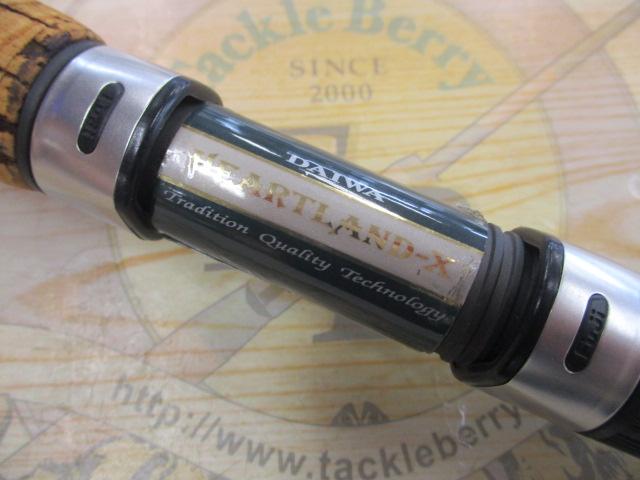 Tackle Berry
SINCE
2000
DAIWA
HEARTLAND-X
Tradition Quality Technology
Fuji
Fuji
http://www.tackleberry